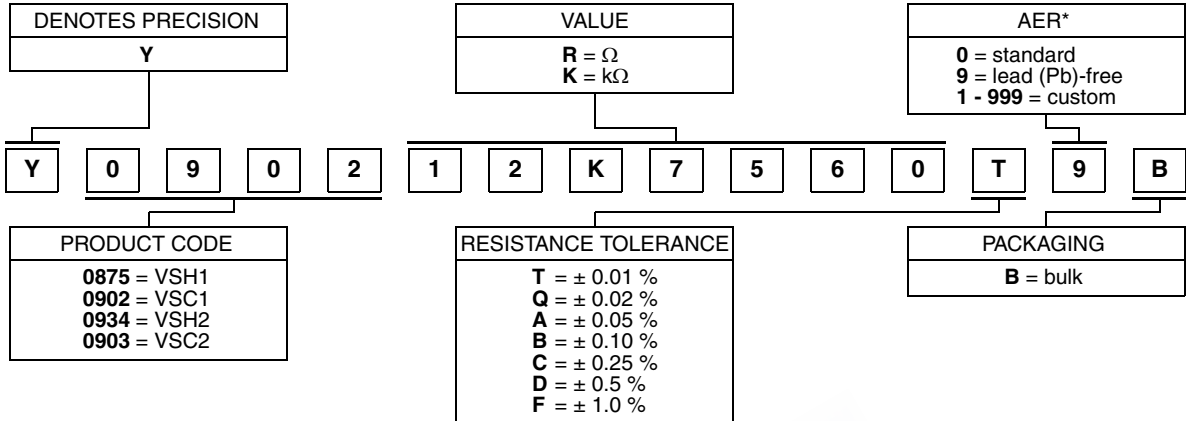 DENOTES PRECISION
Y
VALUE
R = Ω
K = kΩ
AER*
0 = standard
9 = lead (Pb)-free
1 - 999 = custom
Y 0 9 0 2 1 2 K 7 5 6 0 T 9 B
PRODUCT CODE
0875 = VSH1
0902 = VSC1
0934 = VSH2
0903 = VSC2
RESISTANCE TOLERANCE
T = ± 0.01 %
Q = ± 0.02 %
A = ± 0.05 %
B = ± 0.10 %
C = ± 0.25 %
D = ± 0.5 %
F = ± 1.0 %
PACKAGING
B = bulk